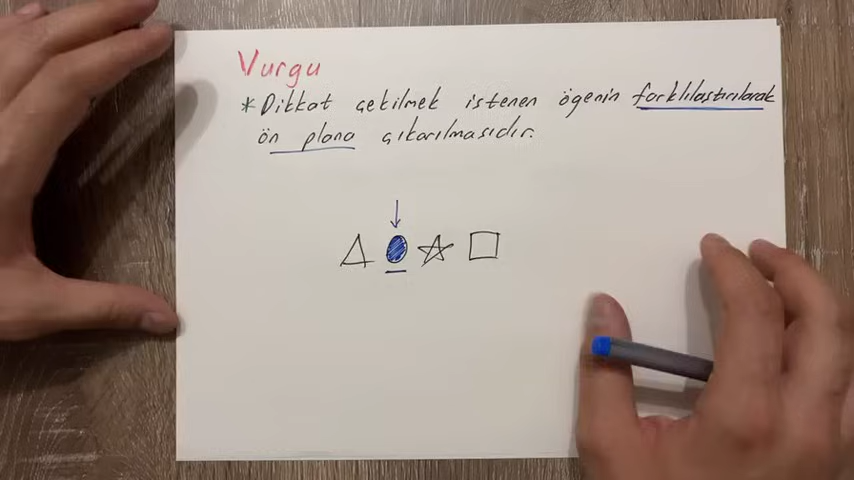 Vurgu
* Dikkat çekilmek istenen ögenin farklılaştırılarak
ön plana çıkarılmasıdır.